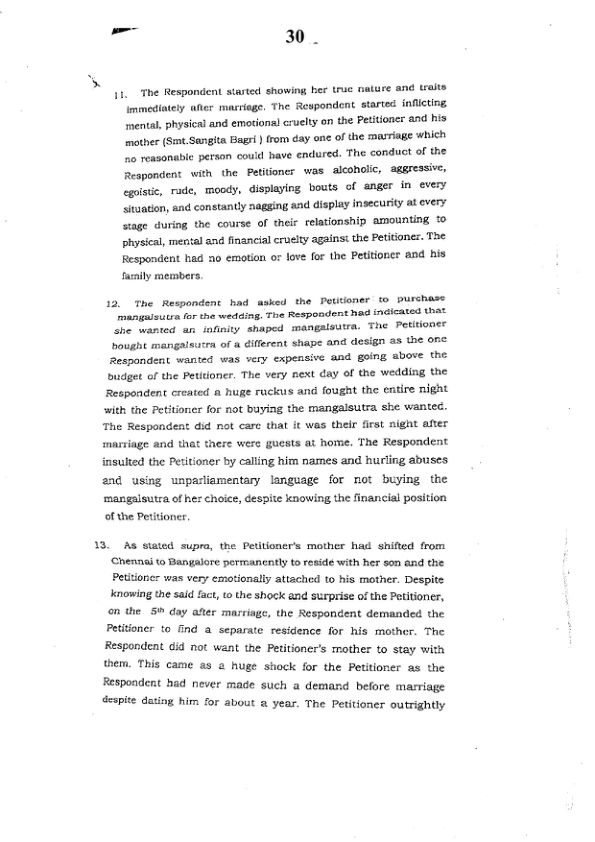 30
11. The Respondent started showing her true nature and traits
immediately after marriage. The Respondent started inflicting
mental, physical and emotional cruelty on the Petitioner and his
mother (Smt.Sangita Bagri ) from day one of the marriage which
no reasonable person could have endured. The conduct of the
Respondent with the Petitioner was alcoholic, aggressive,
egoistic, rude, moody, displaying bouts of anger in every
situation, and constantly nagging and display insecurity at every
stage during the course of their relationship amounting to
physical, mental and financial cruelty against the Petitioner. The
Respondent had no emotion or love for the Petitioner and his
family members.
12. The Respondent had asked the Petitioner to purchase
mangalsutra for the wedding. The Respondent had indicated that
she wanted an infinity shaped mangalsutra. The Petitioner
bought mangalsutra of a different shape and design as the one
Respondent wanted was very expensive and going above the
budget of the Petitioner. The very next day of the wedding the
Respondent created a huge ruckus and fought the entire night
with the Petitioner for not buying the mangalsutra she wanted.
The Respondent did not care that it was their first night after
marriage and that there were guests at home. The Respondent
insulted the Petitioner by calling him names and hurling abuses
and using unparliamentary language for not buying the
mangalsutra of her choice, despite knowing the financial position
of the Petitioner.
13. As stated supra, the Petitioner's mother had shifted from
Chennai to Bangalore permanently to reside with her son and the
Petitioner was very emotionally attached to his mother. Despite
knowing the said fact, to the shock and surprise of the Petitioner,
on the 5th day after marriage, the Respondent demanded the
Petitioner to find a separate residence for his mother. The
Respondent did not want the Petitioner's mother to stay with
them. This came as a huge shock for the Petitioner as the
Respondent had never made such a demand before marriage
despite dating him for about a year. The Petitioner outrightly